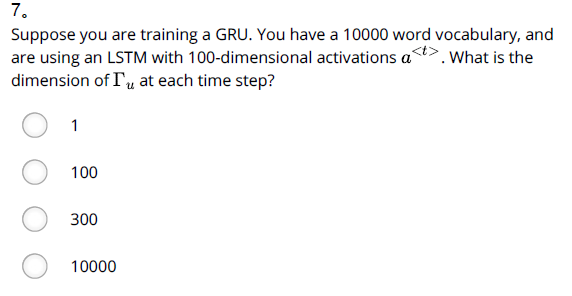 7。
Suppose you are training a GRU. You have a 10000 word vocabulary, and
are using an LSTM with 100-dimensional activations a<t>. What is the
dimension of Γu at each time step?
1
100
300
10000